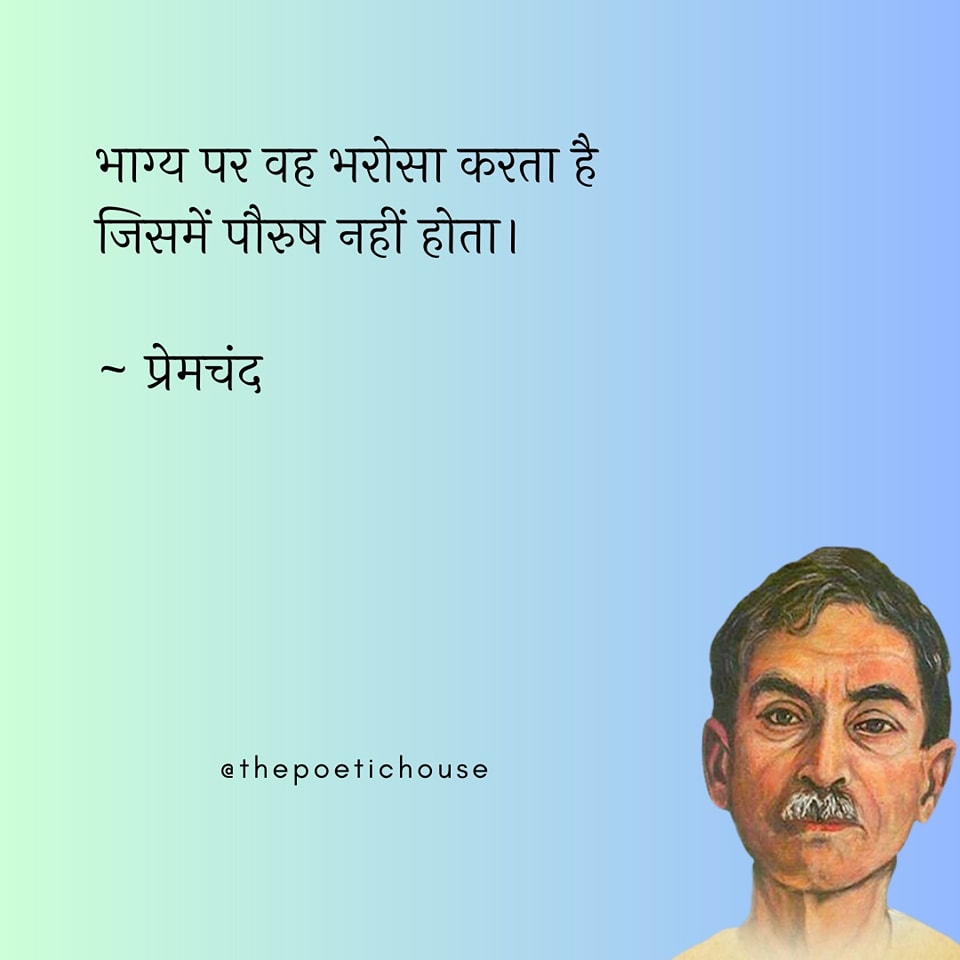 भाग्य पर वह भरोसा करता है
जिसमें पौरुष नहीं होता।
~ प्रेमचंद
@thepoetichouse